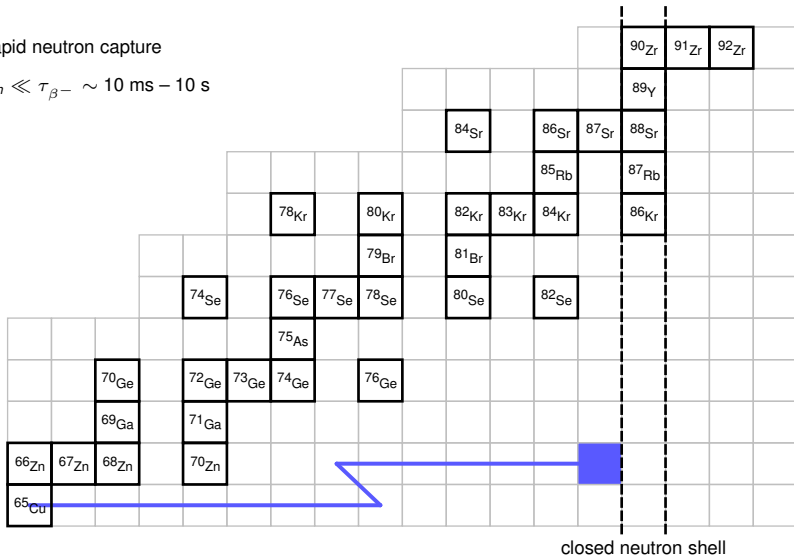 apid neutron capture
≪ τβ− ∼ 10 ms – 10 s
90Zr 91Zr 92Zr
89Y
84Sr 86Sr 87Sr 88Sr
85Rb 87Rb
78Kr 80Kr 82Kr 83Kr 84Kr 86Kr
79Br 81Br
74Se 76Se 77Se 78Se 80Se 82Se
75As
70Ge 72Ge 73Ge 74Ge 76Ge
69Ga 71Ga
66Zn 67Zn 68Zn 70Zn
65Cu
closed neutron shell